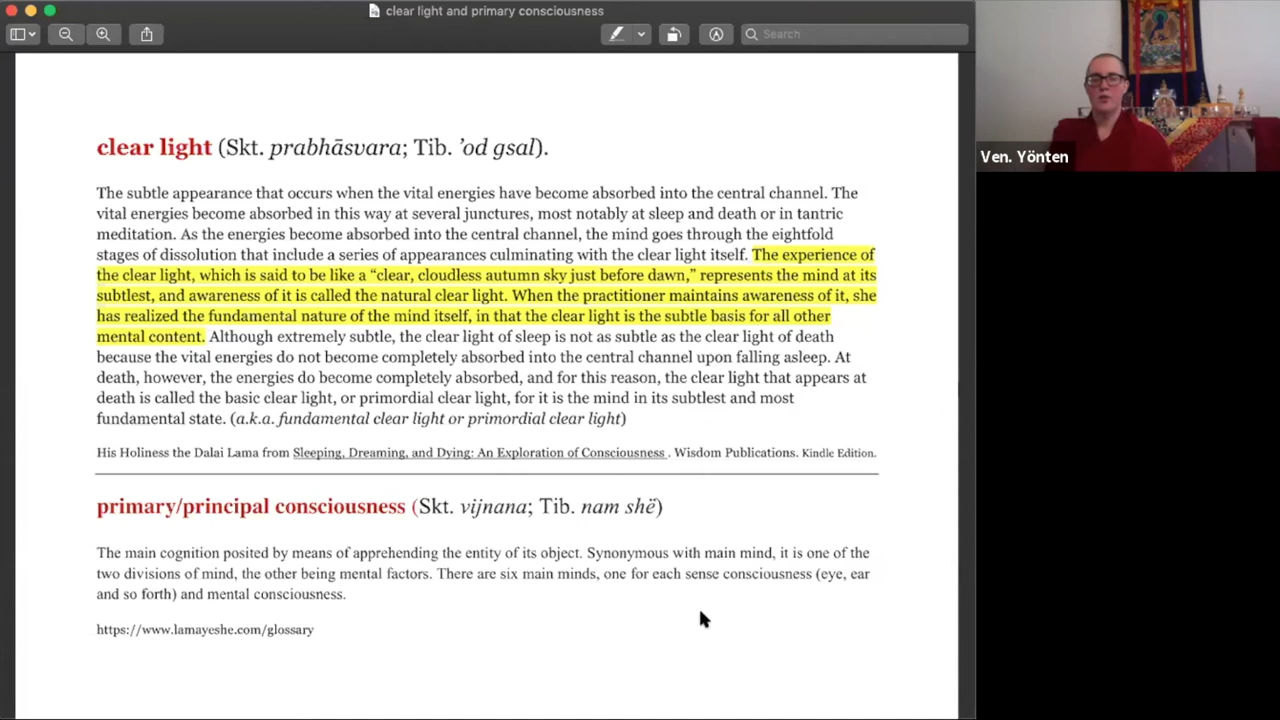 clear light and primary consciousness
Search
clear light (Skt. prabhāsvara; Tib. ’od gsal).
The subtle appearance that occurs when the vital energies have become absorbed into the central channel. The
vital energies become absorbed in this way at several junctures, most notably at sleep and death or in tantric
meditation. As the energies become absorbed into the central channel, the mind goes through the eightfold
stages of dissolution that include a series of appearances culminating with the clear light itself. The experience of
the clear light, which is said to be like a “clear, cloudless autumn sky just before dawn,” represents the mind at its
subtlest, and awareness of it is called the natural clear light. When the practitioner maintains awareness of it, she
has realized the fundamental nature of the mind itself, in that the clear light is the subtle basis for all other
mental content. Although extremely subtle, the clear light of sleep is not as subtle as the clear light of death
because the vital energies do not become completely absorbed into the central channel upon falling asleep. At
death, however, the energies do become completely absorbed, and for this reason, the clear light that appears at
death is called the basic clear light, or primordial clear light, for it is the mind in its subtlest and most
fundamental state. (a.k.a. fundamental clear light or primordial clear light)
His Holiness the Dalai Lama from Sleeping, Dreaming, and Dying: An Exploration of Consciousness . Wisdom Publications. Kindle Edition.
primary/principal consciousness (Skt. vijnana; Tib. nam shë)
The main cognition posited by means of apprehending the entity of its object. Synonymous with main mind, it is one of the
two divisions of mind, the other being mental factors. There are six main minds, one for each sense consciousness (eye, ear
and so forth) and mental consciousness.
https://www.lamayeshe.com/glossary
Ven. Yönten